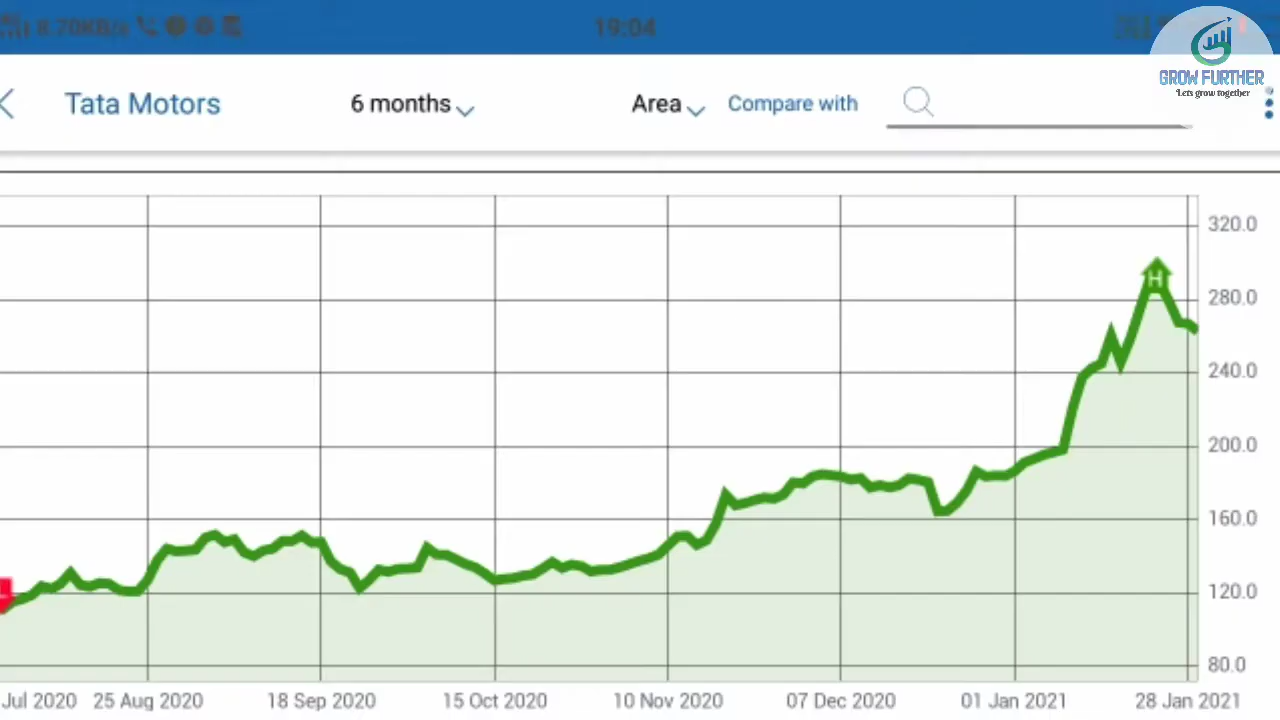 8.70KB/s
19:04
GROW FURTHER
Lets grow together
Tata Motors
6 months
Area
Compare with
320.0
H
280.0
240.0
200.0
160.0
L
120.0
80.0
Jul 2020
25 Aug 2020
18 Sep 2020
15 Oct 2020
10 Nov 2020
07 Dec 2020
01 Jan 2021
28 Jan 2021